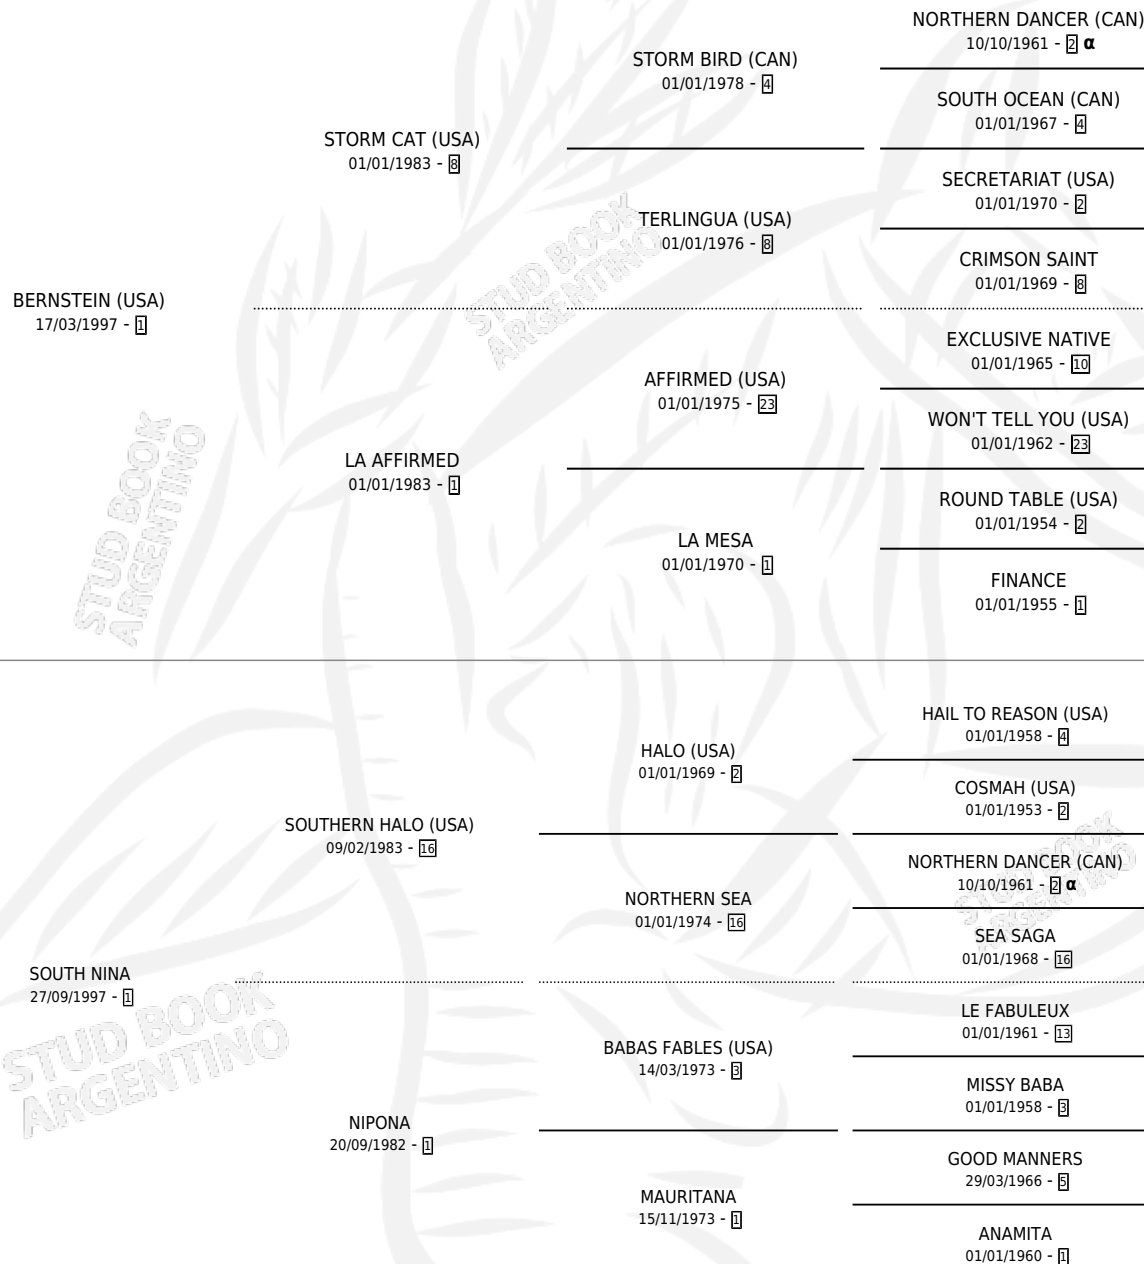 NORTHERN DANCER (CAN)
10/10/1961 - 2 α
STORM BIRD (CAN)
01/01/1978 - 4
SOUTH OCEAN (CAN)
01/01/1967 - 4
STORM CAT (USA)
01/01/1983 - 8
SECRETARIAT (USA)
01/01/1970 - 2
TERLINGUA (USA)
01/01/1976 - 8
CRIMSON SAINT
01/01/1969 - 8
BERNSTEIN (USA)
17/03/1997 - 1
EXCLUSIVE NATIVE
01/01/1965 - 10
AFFIRMED (USA)
01/01/1975 - 23
WON'T TELL YOU (USA)
01/01/1962 - 23
LA AFFIRMED
01/01/1983 - 1
ROUND TABLE (USA)
01/01/1954 - 2
LA MESA
01/01/1970 - 1
FINANCE
01/01/1955 - 1
HAIL TO REASON (USA)
01/01/1958 - 4
HALO (USA)
01/01/1969 - 2
COSMAH (USA)
01/01/1953 - 2
SOUTHERN HALO (USA)
09/02/1983 - 16
NORTHERN DANCER (CAN)
10/10/1961 - 2 α
NORTHERN SEA
01/01/1974 - 16
SEA SAGA
01/01/1968 - 16
SOUTH NINA
27/09/1997 - 1
LE FABULEUX
01/01/1961 - 13
BABAS FABLES (USA)
14/03/1973 - 3
MISSY BABA
01/01/1958 - 3
NIPONA
20/09/1982 - 1
GOOD MANNERS
29/03/1966 - 5
MAURITANA
15/11/1973 - 1
ANAMITA
01/01/1960 - 1
STUD BOOK
ARGENTINO
STUD BOOK
ARGENTINO
STUD BOOK
ARGENTINO
STUD BOOK
ARGENTINO